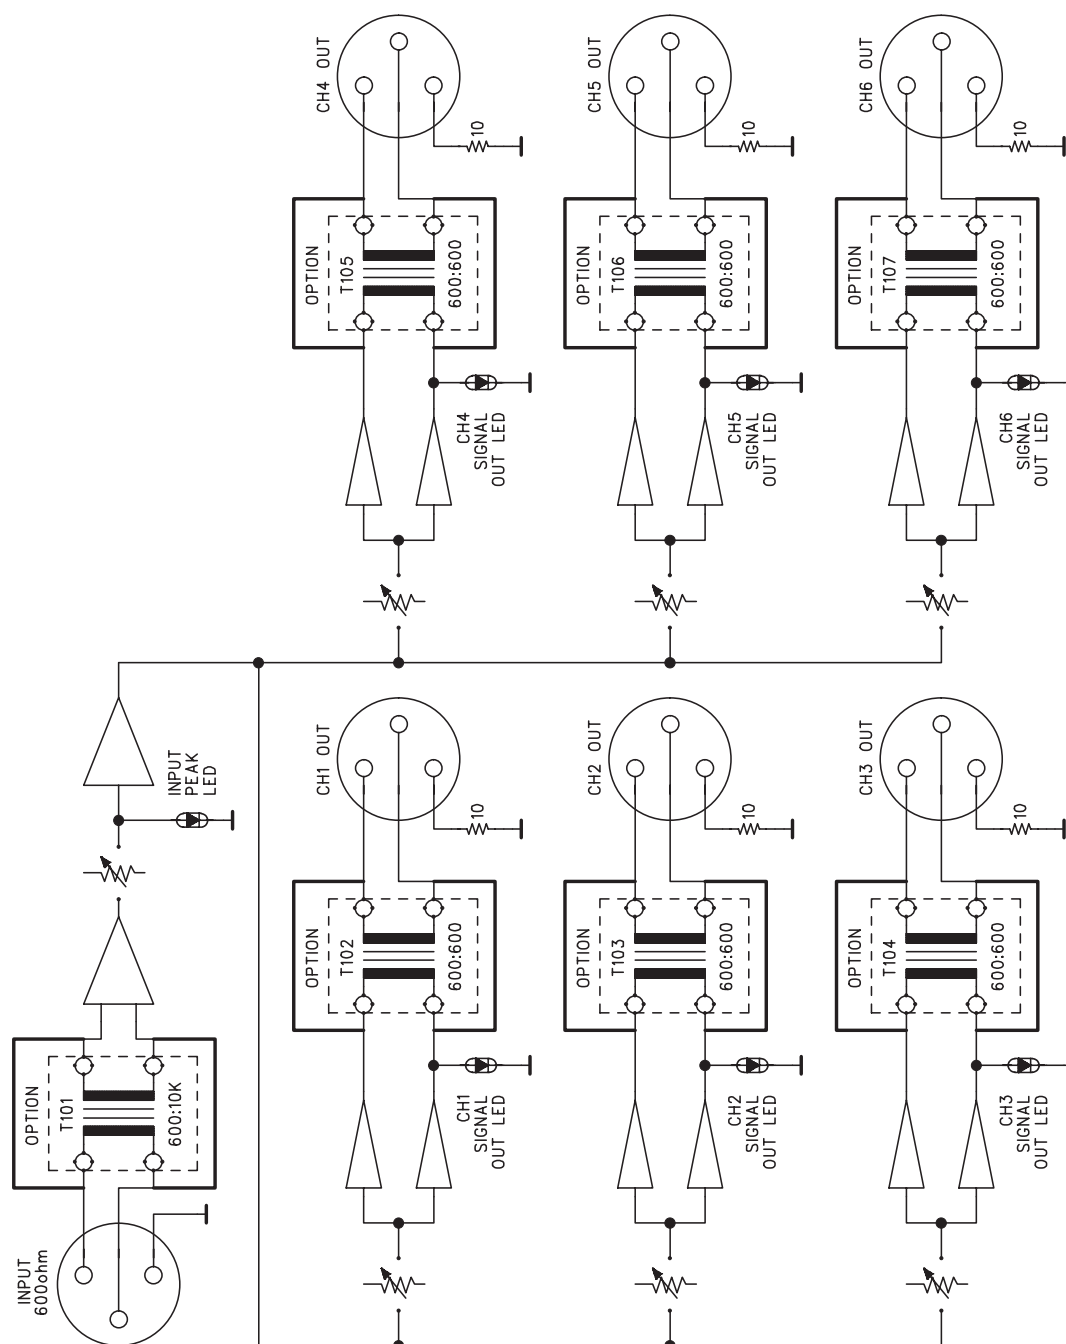 CH4 OUT
10
OPTION
T105
600:600
CH4
SIGNAL
OUT LED
CH5 OUT
10
OPTION
T106
600:600
CH5
SIGNAL
OUT LED
CH6 OUT
10
OPTION
T107
600:600
CH6
SIGNAL
OUT LED
INPUT
PEAK
LED
OPTION
T101
600:10K
INPUT
600ohm
CH1 OUT
10
OPTION
T102
600:600
CH1
SIGNAL
OUT LED
CH2 OUT
10
OPTION
T103
600:600
CH2
SIGNAL
OUT LED
CH3 OUT
10
OPTION
T104
600:600
CH3
SIGNAL
OUT LED